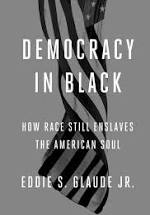 DEMOCRACY
IN BLACK
HOW RACE STILL ENSLAVES
THE AMERICAN SOUL
EDDIE S. GLAUDE JR.